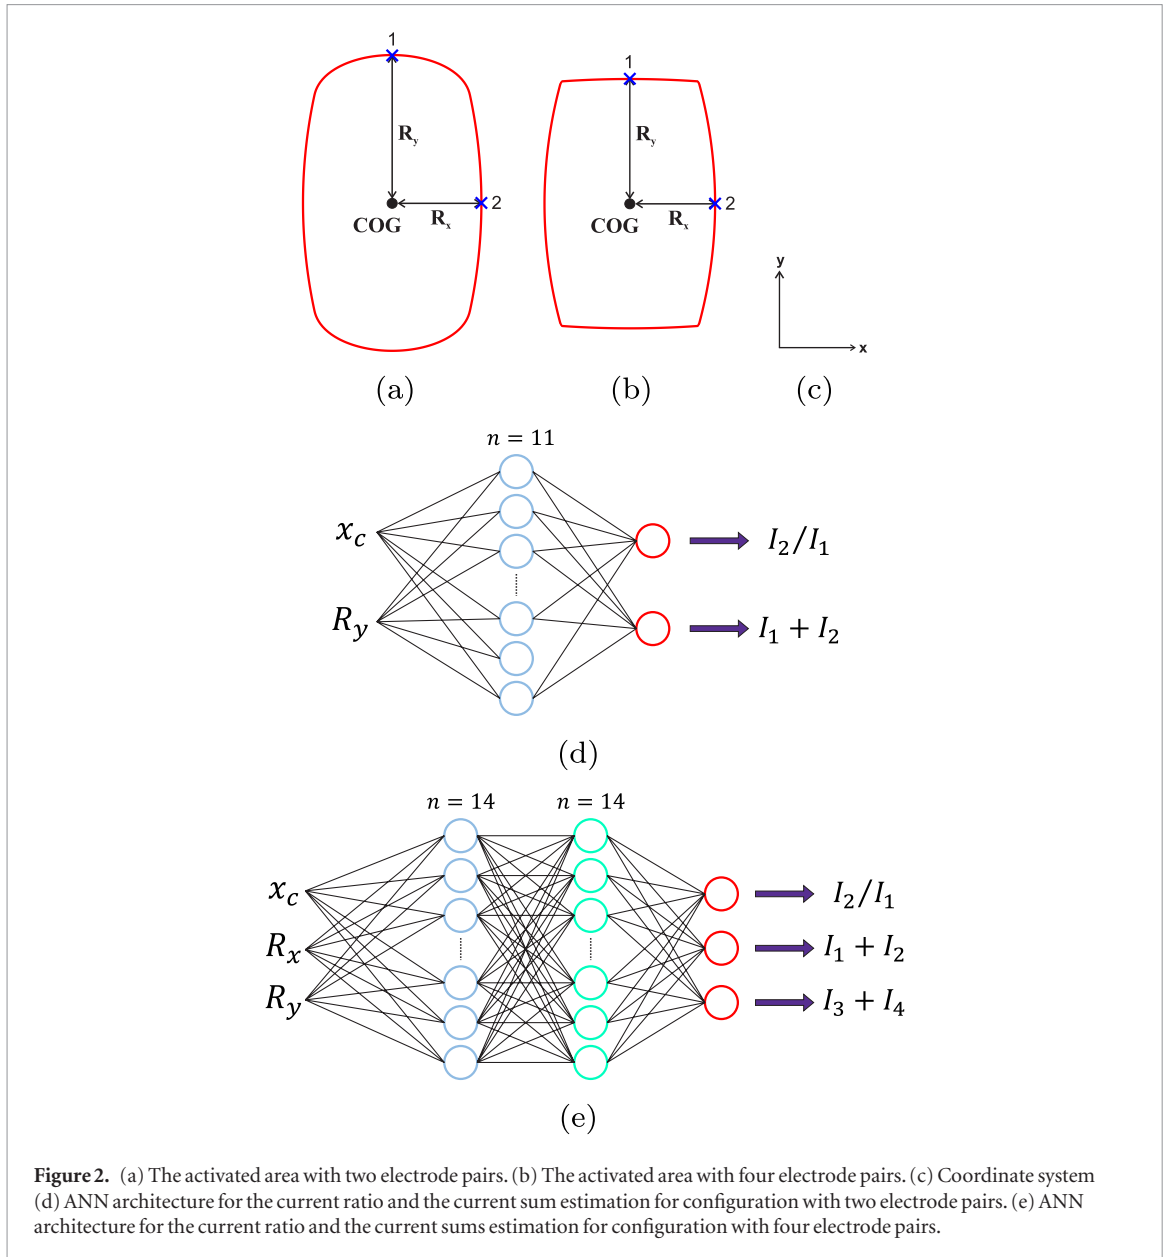 1
R_y
COG
R_x
2
1
R_y
COG
R_x
2
y
x
(a)
(b)
(c)
n = 11
x_c
R_y
I_2/I_1
I_1 + I_2
(d)
n = 14
n = 14
x_c
R_x
R_y
I_2/I_1
I_1 + I_2
I_3 + I_4
(e)
Figure 2. (a) The activated area with two electrode pairs. (b) The activated area with four electrode pairs. (c) Coordinate system
(d) ANN architecture for the current ratio and the current sum estimation for configuration with two electrode pairs. (e) ANN
architecture for the current ratio and the current sums estimation for configuration with four electrode pairs.